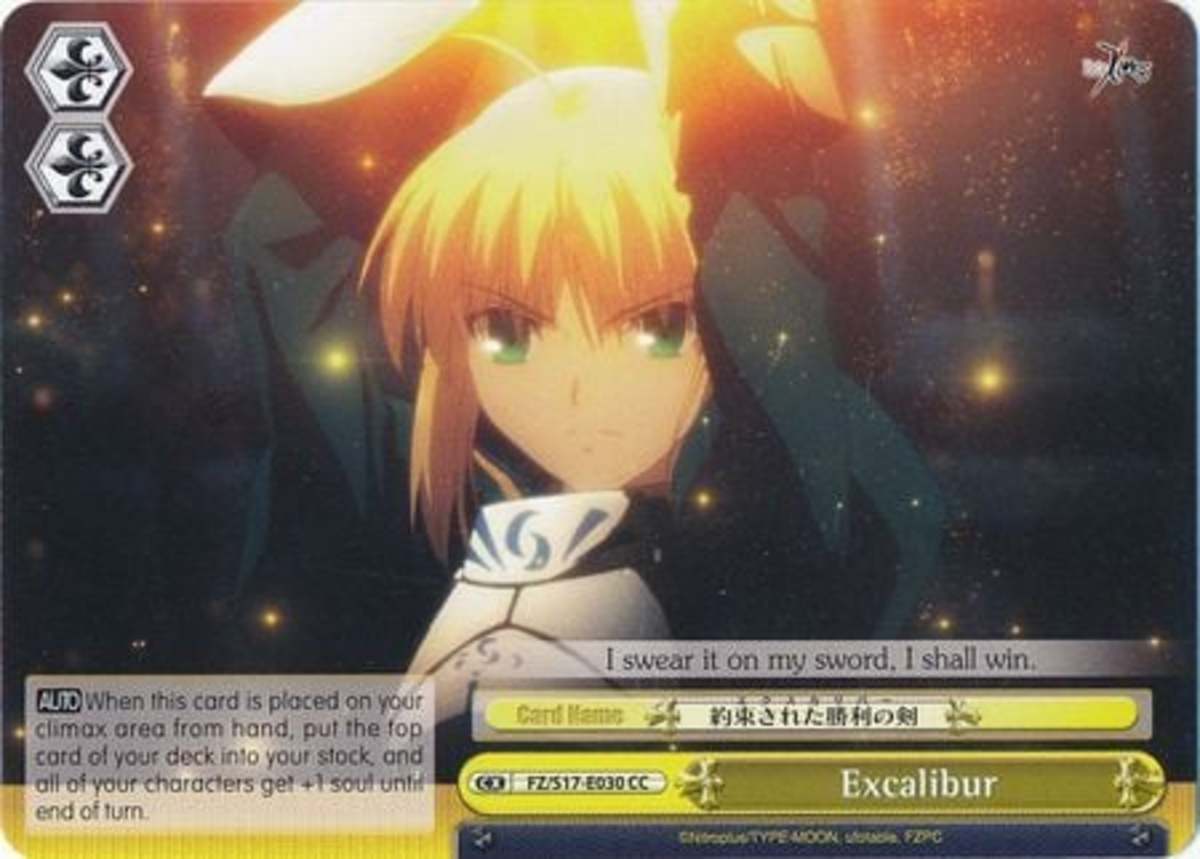 I swear it on my sword, I shall win.
AUTO When this card is placed on your
climax area from hand, put the top
card of your deck into your stock, and
all of your characters get +1 soul until
end of turn.
Card Name 約束された勝利の剣
CX FZ/S17-E030 CC Excalibur
©Nitroplus/TYPE-MOON, ufotable, FZPC